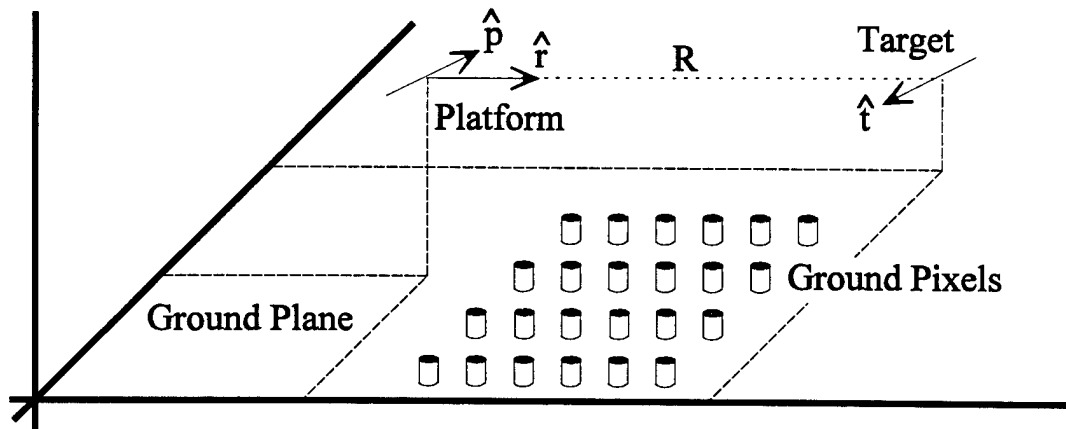 p̂
r̂
R
Target
t̂
Platform
Ground Pixels
Ground Plane